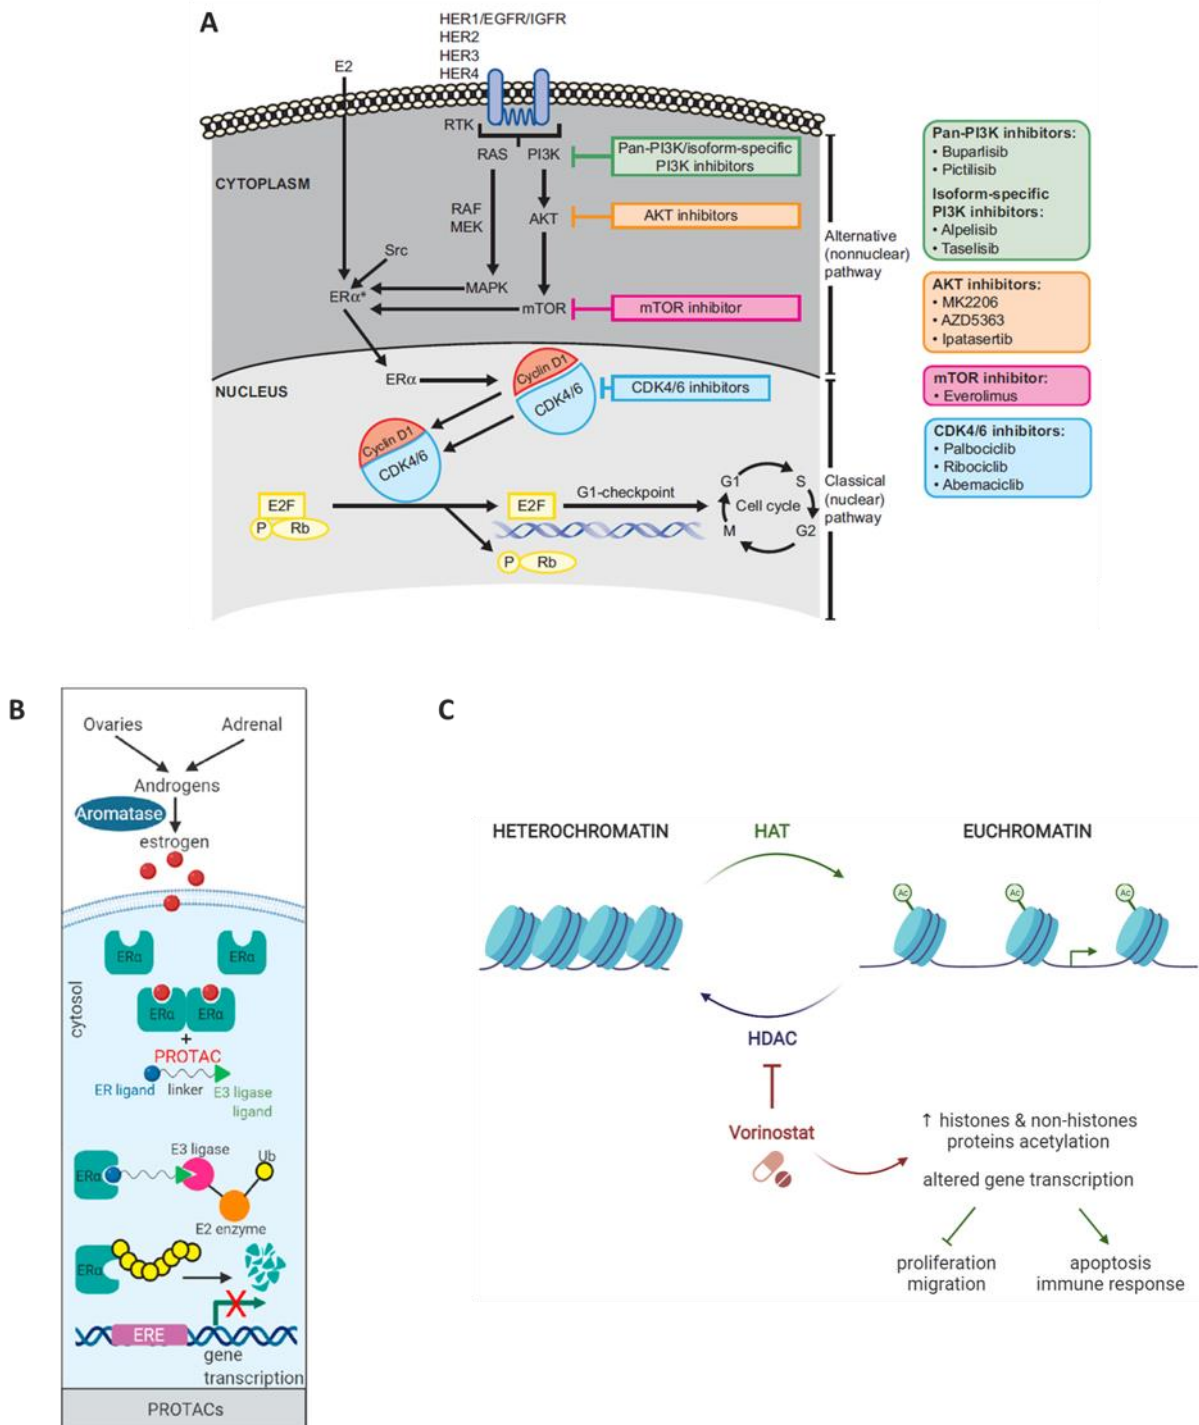 A
HER1/EGFR/IGFR
HER2
HER3
HER4
E2
RTK
RAS
PI3K
Pan-PI3K/isoform-specific
PI3K inhibitors
CYTOPLASM
RAF
MEK
AKT
AKT inhibitors
Src
ERα*
MAPK
mTOR
mTOR inhibitor
Alternative
(nonnuclear)
pathway
NUCLEUS
ERα
Cyclin D1
CDK4/6
CDK4/6 inhibitors
Cyclin D1
CDK4/6
E2F
P
Rb
E2F
G1-checkpoint
P
Rb
G1
S
Cell cycle
M
G2
Classical
(nuclear)
pathway
Pan-PI3K inhibitors:
• Buparlisib
• Pictilisib
Isoform-specific
PI3K inhibitors:
• Alpelisib
• Taselisib
AKT inhibitors:
• MK2206
• AZD5363
• Ipatasertib
mTOR inhibitor:
• Everolimus
CDK4/6 inhibitors:
• Palbociclib
• Ribociclib
• Abemaciclib
B
Ovaries
Adrenal
Androgens
Aromatase
estrogen
ERα
ERα
cytosol
ERα
ERα
+
PROTAC
ER ligand
linker
E3 ligase
ligand
E3 ligase
Ub
ERα
E2 enzyme
ERα
ERE
gene
transcription
PROTACs
C
HETEROCHROMATIN
HAT
EUCHROMATIN
Ac
Ac
Ac
HDAC
Vorinostat
↑ histones & non-histones
proteins acetylation
altered gene transcription
proliferation
migration
apoptosis
immune response